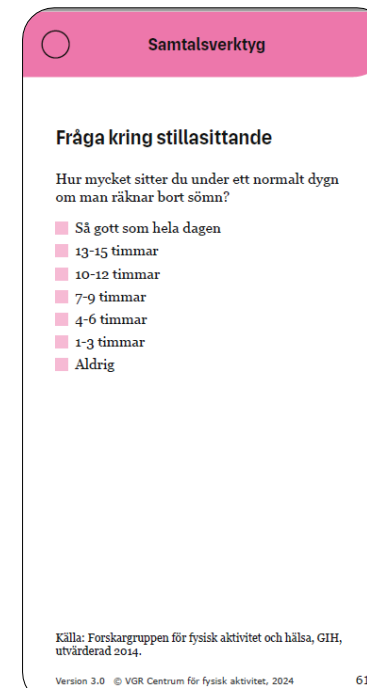 Samtalsverktyg
Fråga kring stillasittande
Hur mycket sitter du under ett normalt dygn
om man räknar bort sömn?
Så gott som hela dagen
13-15 timmar
10-12 timmar
7-9 timmar
4-6 timmar
1-3 timmar
Aldrig
Källa: Forskargruppen för fysisk aktivitet och hälsa, GIH,
utvärderad 2014.
Version 3.0 © VGR Centrum för fysisk aktivitet, 2024 61